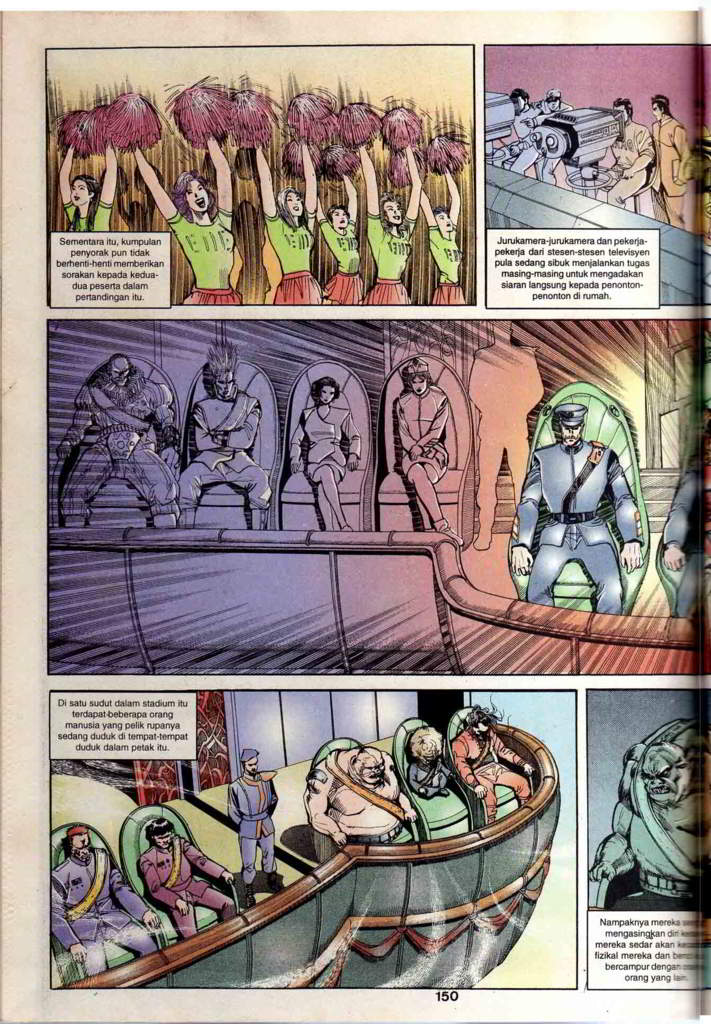 Sementara itu, kumpulan
penyorak pun tidak
berhenti-henti memberikan
sorakan kepada kedua-
dua peserta dalam
pertandingan itu.
Jurukamera-jurukamera dan pekerja-
pekerja dari stesen-stesen televisyen
pula sedang sibuk menjalankan tugas
masing-masing untuk mengadakan
siaran langsung kepada penonton-
penonton di rumah.
Di satu sudut dalam stadium itu
terdapat-beberapa orang
manusia yang pelik rupanya
sedang duduk di tempat-tempat
duduk dalam petak itu.
Nampaknya mereka
mengasingkan diri
mereka sedar akan
fizikal mereka dan
bercampur dengan
orang yang lain.
150